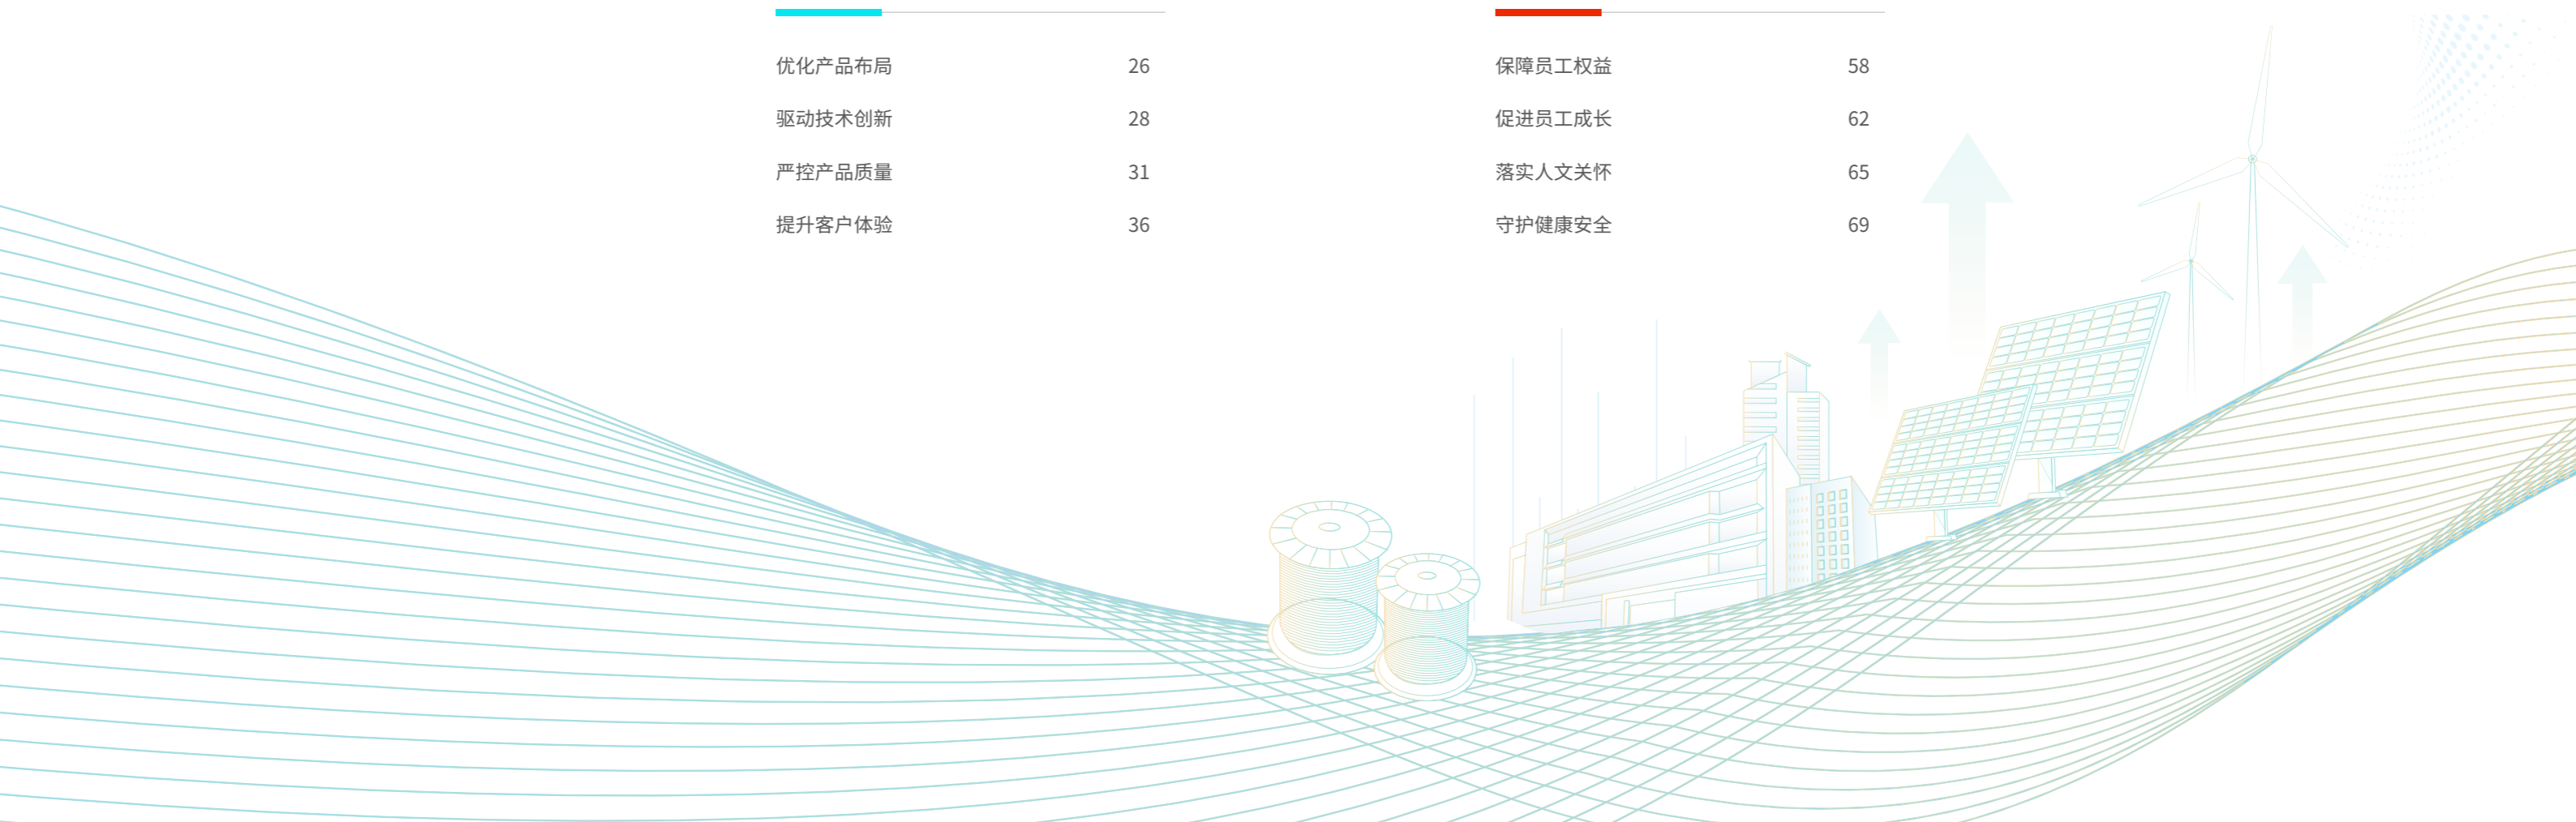 优化产品布局 26
驱动技术创新 28
严控产品质量 31
提升客户体验 36
保障员工权益 58
促进员工成长 62
落实人文关怀 65
守护健康安全 69